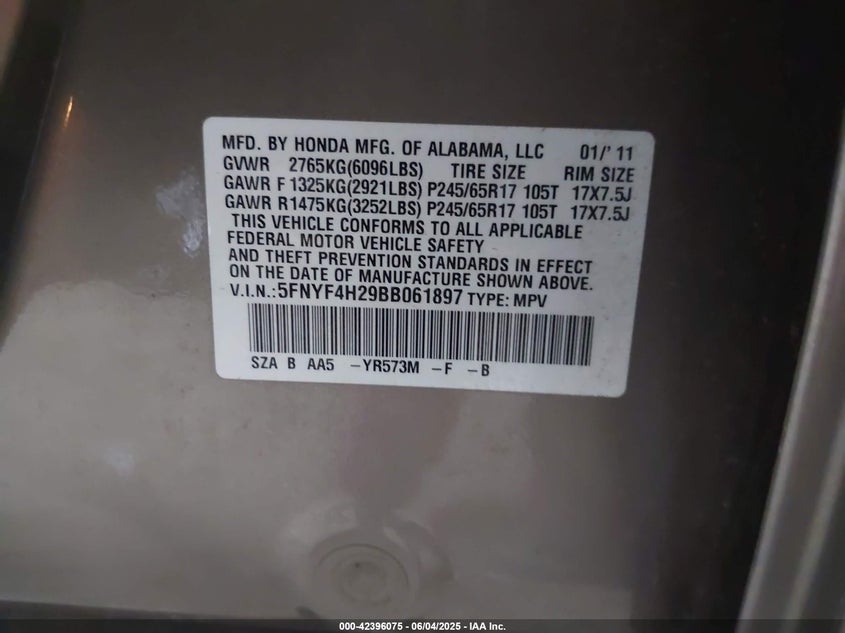 MFD. BY HONDA MFG. OF ALABAMA, LLC 01/' 11
GVWR 2765KG(6096LBS) TIRE SIZE RIM SIZE
GAWR F 1325KG(2921LBS) P245/65R17 105T 17X7.5J
GAWR R1475KG(3252LBS) P245/65R17 105T 17X7.5J
THIS VEHICLE CONFORMS TO ALL APPLICABLE
FEDERAL MOTOR VEHICLE SAFETY
AND THEFT PREVENTION STANDARDS IN EFFECT
ON THE DATE OF MANUFACTURE SHOWN ABOVE.
V.I.N.:5FNYF4H29BB061897 TYPE: MPV
SZA B AA5 -YR573M -F -B
000-42396075 - 06/04/2025 - IAA Inc.